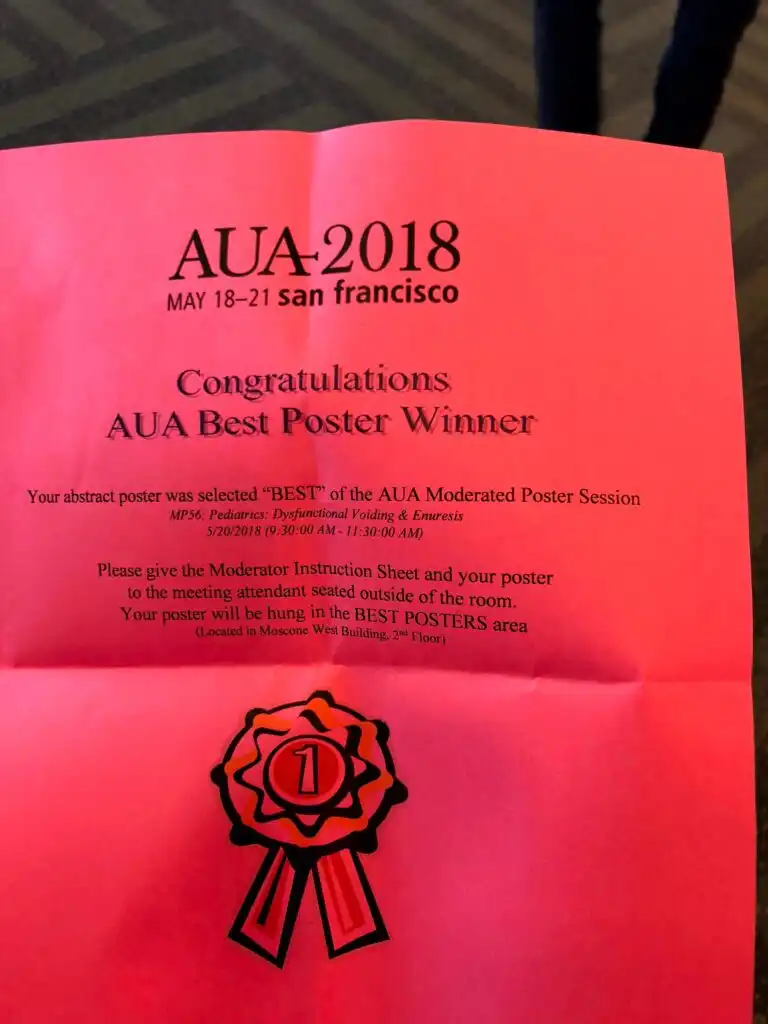 AUA-2018
MAY 18–21 san francisco
Congratulations
AUA Best Poster Winner
Your abstract poster was selected “BEST” of the AUA Moderated Poster Session
MP56: Pediatrics: Dysfunctional Voiding & Enuresis
5/20/2018 (9:30:00 AM - 11:30:00 AM)
Please give the Moderator Instruction Sheet and your poster
to the meeting attendant seated outside of the room.
Your poster will be hung in the BEST POSTERS area
(Located in Moscone West Building, 2nd Floor)
1